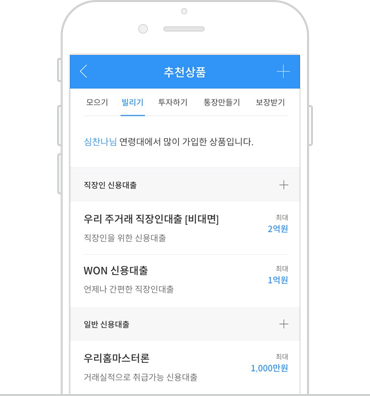 추천상품
모으기 빌리기 투자하기 통장만들기 보장받기
심찬나님 연령대에서 많이 가입한 상품입니다.
직장인 신용대출
우리 주거래 직장인대출 [비대면] 최대
직장인을 위한 신용대출 2억원
WON 신용대출 최대
언제나 간편한 직장인대출 1억원
일반 신용대출
우리홈마스터론 최대
거래실적으로 취급가능 신용대출 1,000만원